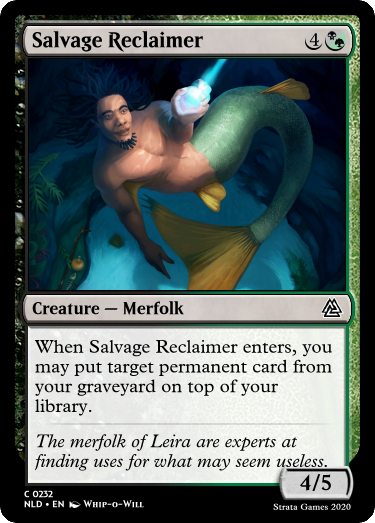 Salvage Reclaimer 4
Creature — Merfolk
When Salvage Reclaimer enters, you
may put target permanent card from
your graveyard on top of your
library.
The merfolk of Leira are experts at
finding uses for what may seem useless.
4/5
C 0232
NLD • EN Whip-o-Will
Strata Games 2020